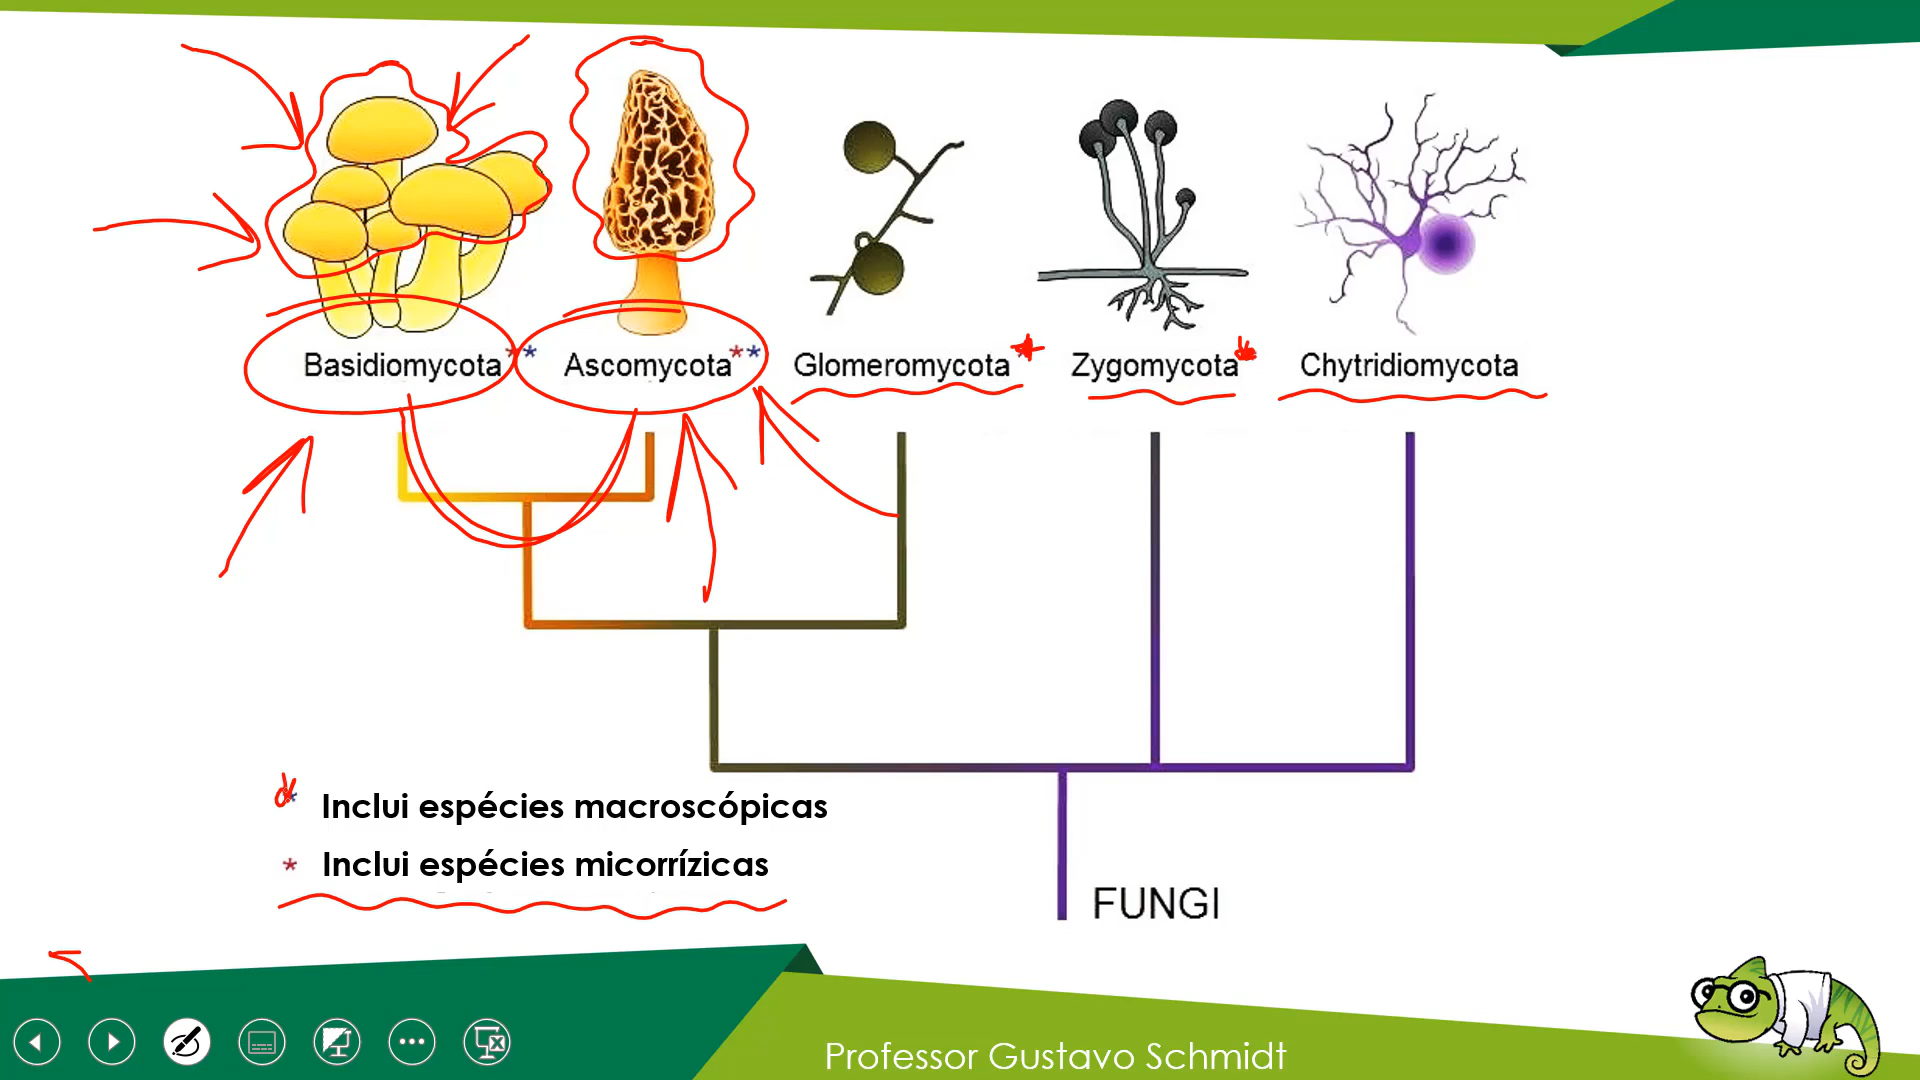 Basidiomycota** Ascomycota** Glomeromycota* Zygomycota* Chytridiomycota
* Inclui espécies macroscópicas
* Inclui espécies micorrízicas
FUNGI
Professor Gustavo Schmidt